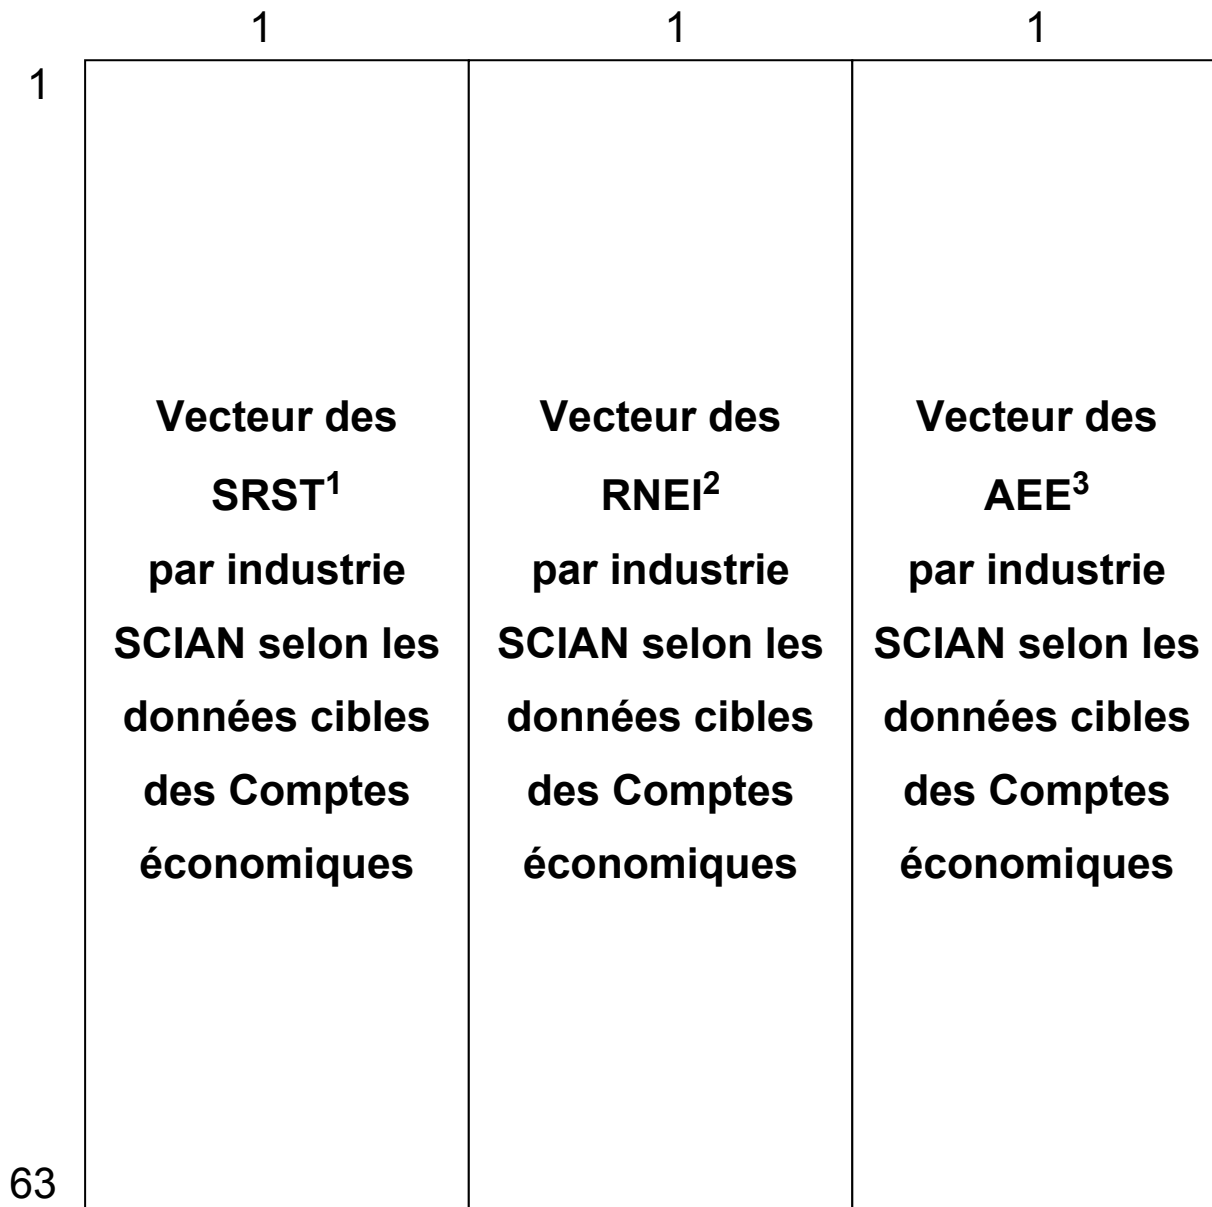 1 1 1
1
Vecteur des
SRST¹
par industrie
SCIAN selon les
données cibles
des Comptes
économiques
Vecteur des
RNEI²
par industrie
SCIAN selon les
données cibles
des Comptes
économiques
Vecteur des
AEE³
par industrie
SCIAN selon les
données cibles
des Comptes
économiques
63